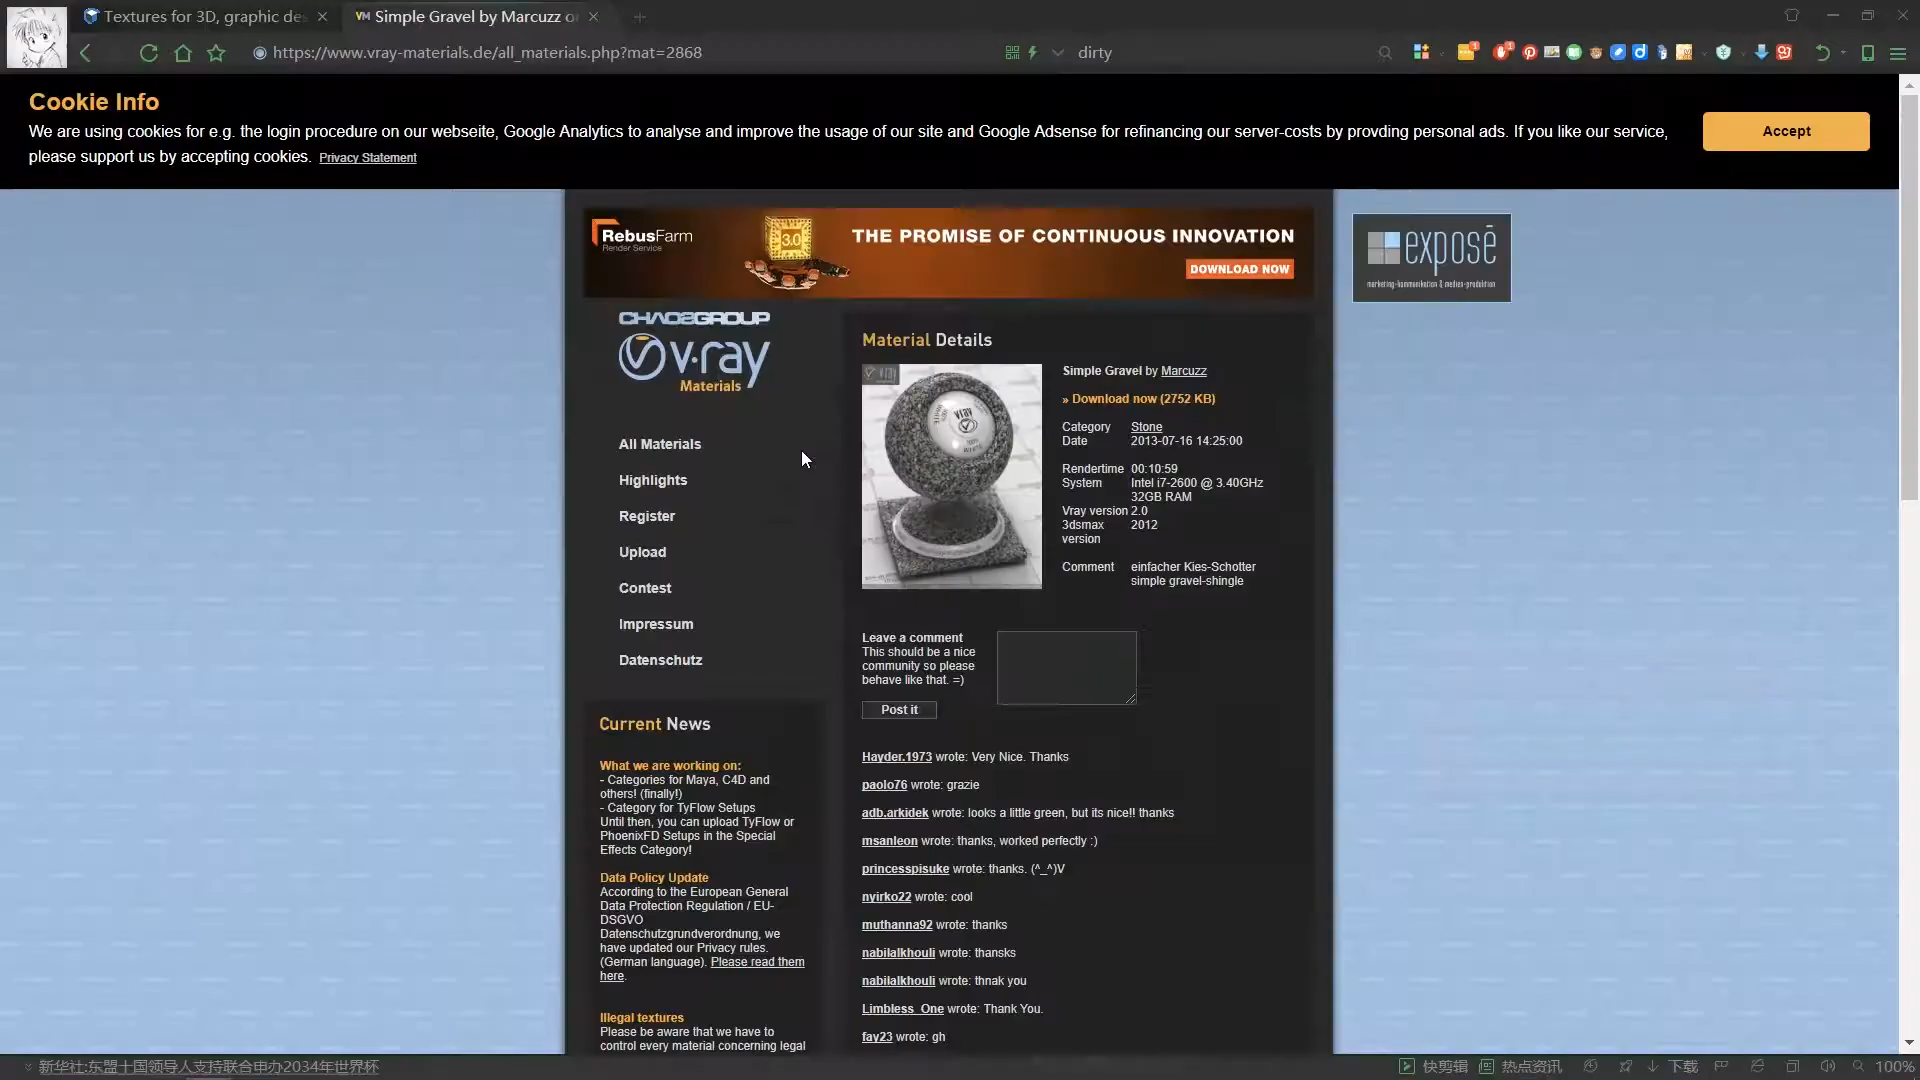 Textures for 3D, graphic des
Simple Gravel by Marcuzz o
https://www.vray-materials.de/all_materials.php?mat=2868
dirty
Cookie Info
We are using cookies for e.g. the login procedure on our webseite, Google Analytics to analyse and improve the usage of our site and Google Adsense for refinancing our server-costs by provding personal ads. If you like our service,
please support us by accepting cookies. Privacy Statement
Accept
RebusFarm
Render Service
3.0
THE PROMISE OF CONTINUOUS INNOVATION
DOWNLOAD NOW
exposé
marketing-kommunikation & medien-produktion
CHAOSGROUP
v·ray
Materials
All Materials
Highlights
Register
Upload
Contest
Impressum
Datenschutz
Material Details
Simple Gravel by Marcuzz
» Download now (2752 KB)
Category Stone
Date 2013-07-16 14:25:00
Rendertime 00:10:59
System Intel i7-2600 @ 3.40GHz
32GB RAM
Vray version 2.0
3dsmax 2012
version
Comment einfacher Kies-Schotter
simple gravel-shingle
Leave a comment
This should be a nice
community so please
behave like that. =)
Post it
Hayder.1973 wrote: Very Nice. Thanks
paolo76 wrote: grazie
adb.arkidek wrote: looks a little green, but its nice!! thanks
msanleon wrote: thanks, worked perfectly :)
princesspisuke wrote: thanks. (^_^)V
nyirko22 wrote: cool
muthanna92 wrote: thanks
nabilalkhouli wrote: thansks
nabilalkhouli wrote: thnak you
Limbless_One wrote: Thank You.
fay23 wrote: gh
Current News
What we are working on:
- Categories for Maya, C4D and
others! (finally!)
- Category for TyFlow Setups
Until then, you can upload TyFlow or
PhoenixFD Setups in the Special
Effects Category!
Data Policy Update
According to the European General
Data Protection Regulation / EU-
DSGVO
Datenschutzgrundverordnung, we
have updated our Privacy rules.
(German language). Please read them
here.
Illegal textures
Please be aware that we have to
control every material concerning legal
新华社:东盟十国领导人支持联合申办2034年世界杯
快剪辑
热点资讯
下载
100%